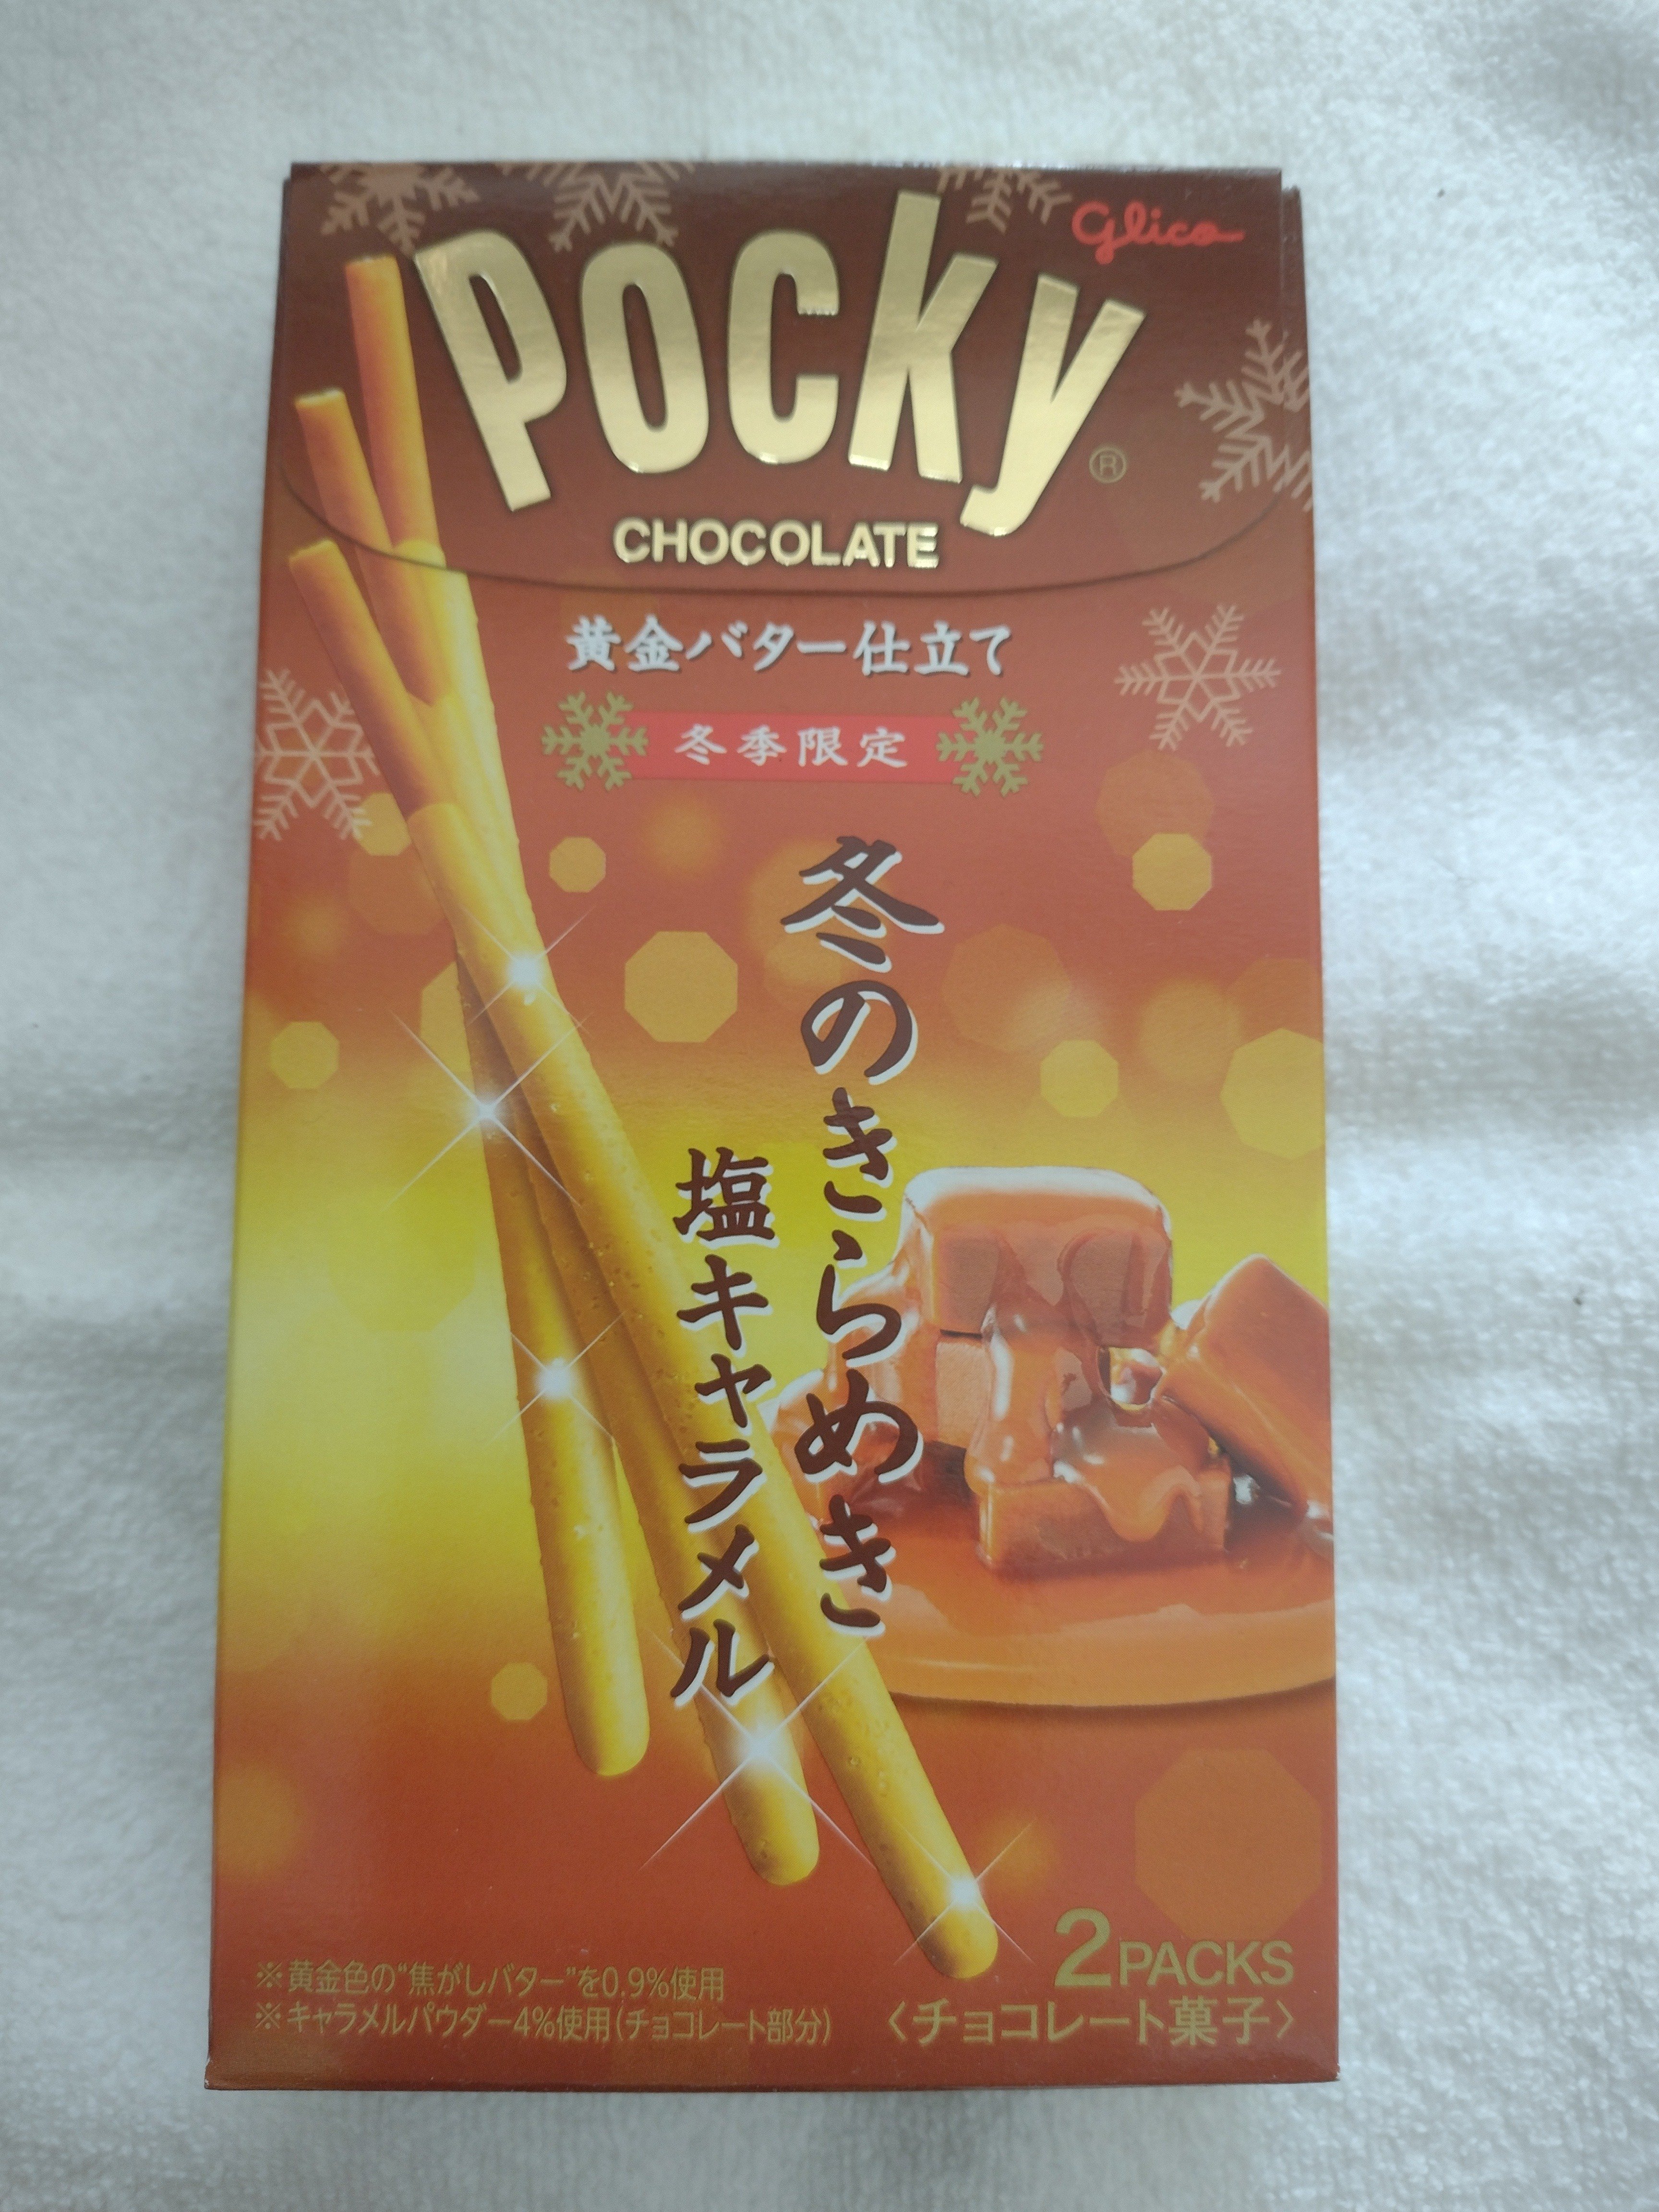 Glico
Pocky
®
CHOCOLATE
黄金バター仕立て
冬季限定
冬のきらめき
塩キャラメル
2PACKS
〈チョコレート菓子〉
※黄金色の“焦がしバター”を0.9%使用
※キャラメルパウダー4%使用(チョコレート部分)